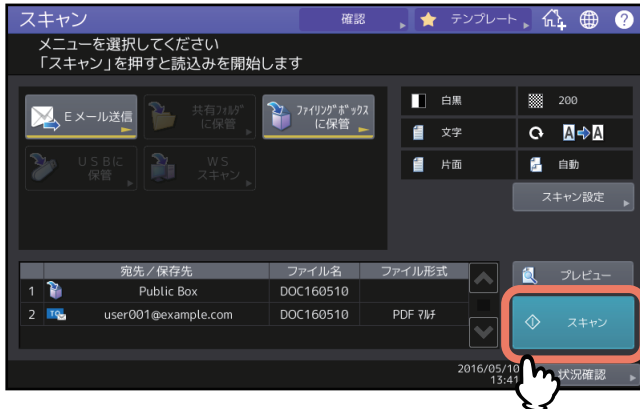 スキャン 確認 テンプレート ?
メニューを選択してください
「スキャン」を押すと読込みを開始します
Eメール送信 共有ﾌｫﾙﾀﾞ に保管 ﾌｧｲﾘﾝｸﾞﾎﾞｯｸｽ に保管
USBに 保管 WS スキャン
白黒 200
文字 A A
片面 自動
スキャン設定
宛先／保存先 ファイル名 ファイル形式
1 Public Box DOC160510
2 TO user001@example.com DOC160510 PDF ﾏﾙﾁ
プレビュー
スキャン
2016/05/10
13:41
状況確認